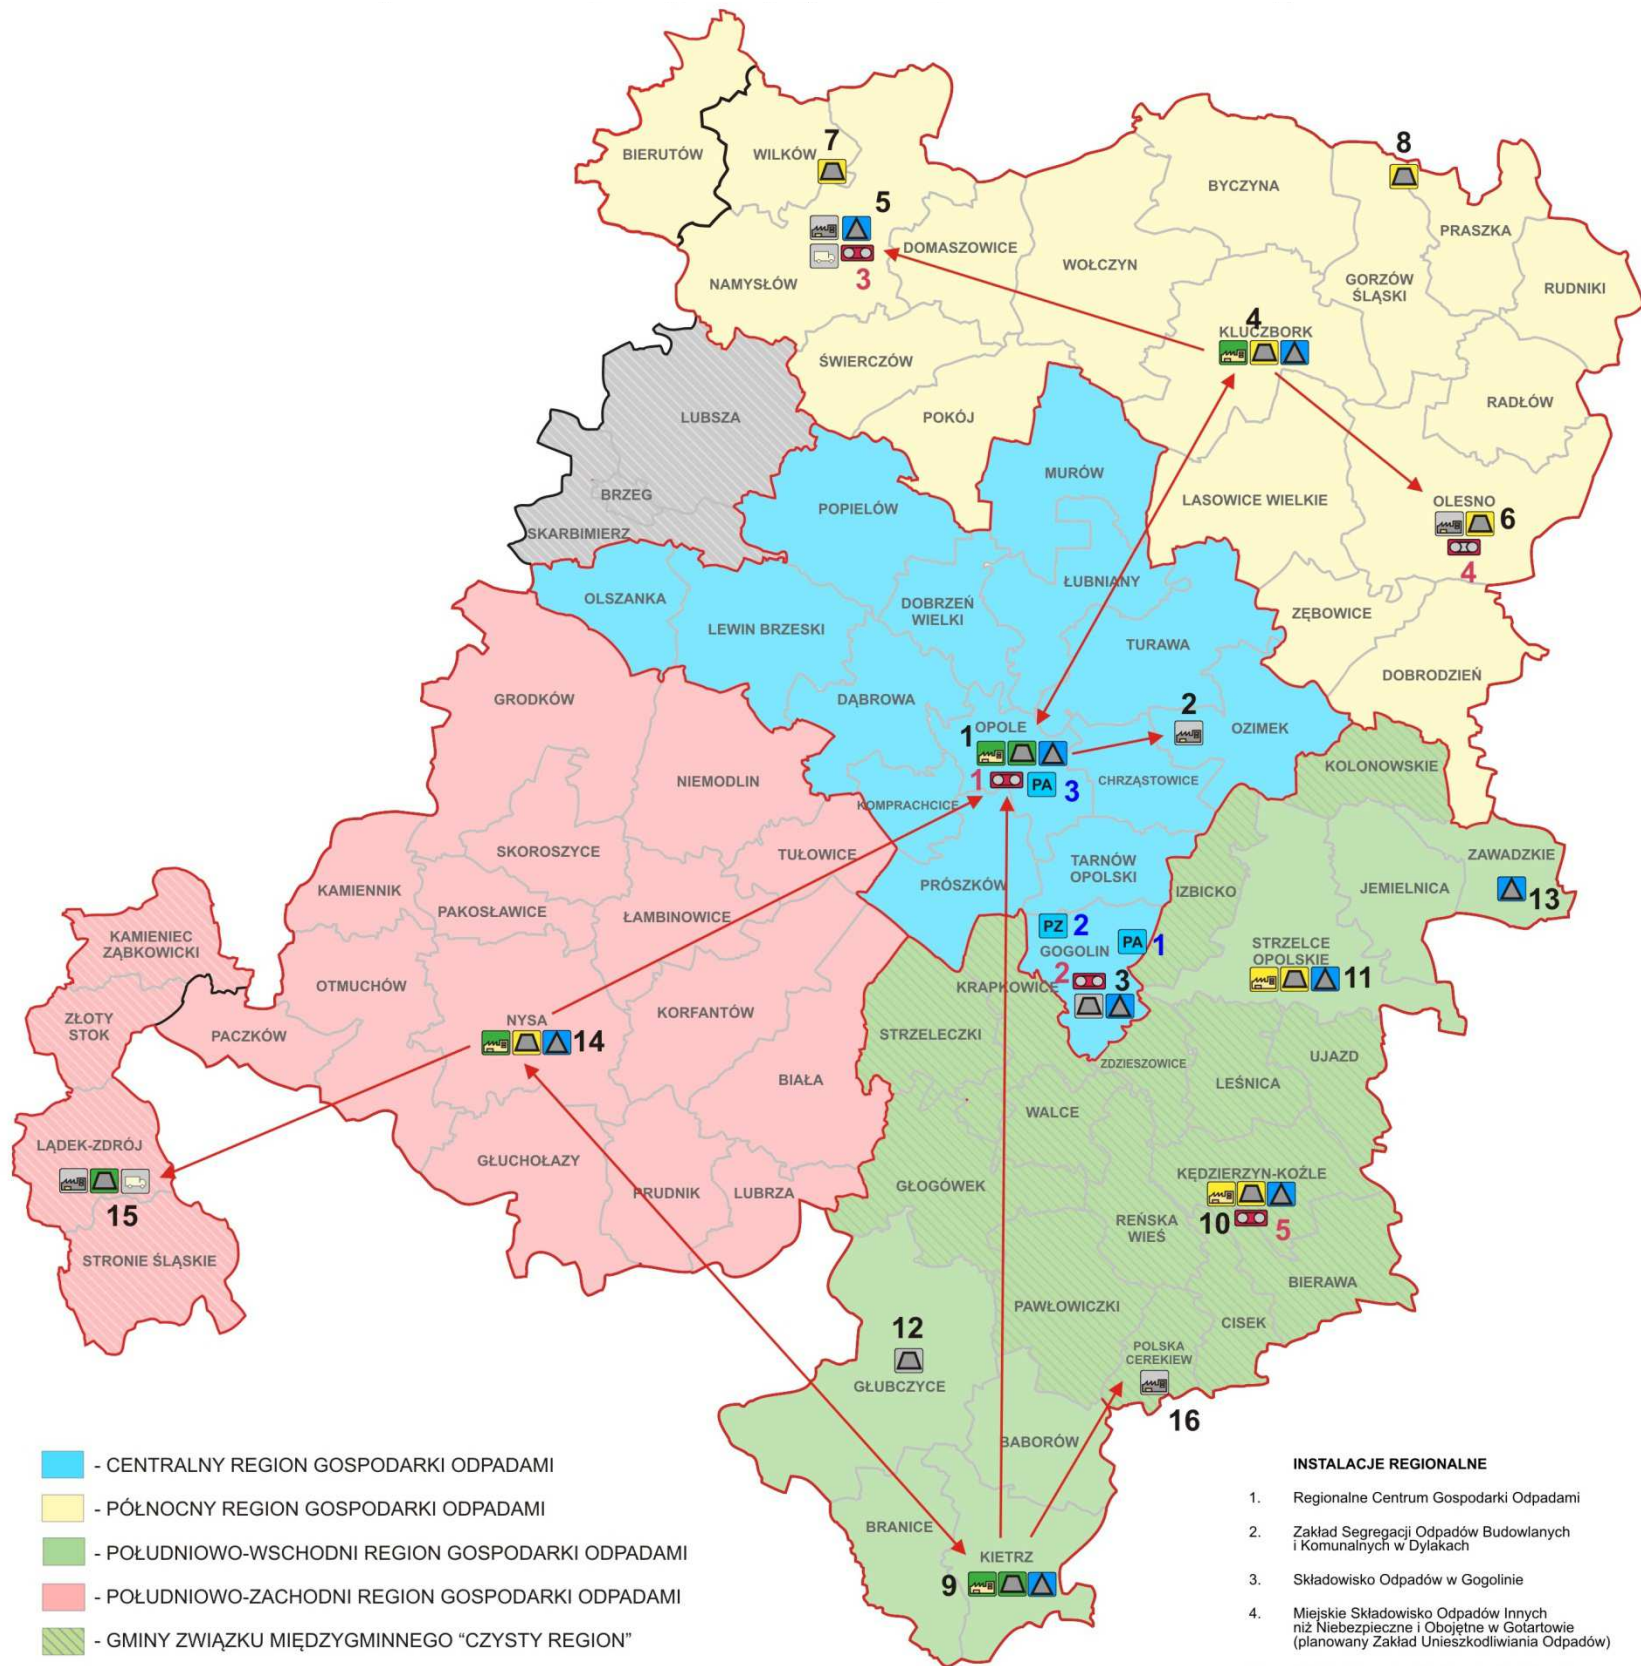 BIERUTÓW
WILKÓW
7
8
BYCZYNA
PRASZKA
5
DOMASZOWICE
WOŁCZYN
NAMYSŁÓW
3
GORZÓW
ŚLĄSKI
RUDNIKI
4
KLUCZBORK
ŚWIERCZÓW
RADŁÓW
LUBSZA
POKÓJ
MURÓW
LASOWICE WIELKIE
BRZEG
SKARBIMIERZ
POPIELÓW
OLESNO
6
4
ŁUBNIANY
OLSZANKA
DOBRZEŃ
WIELKI
LEWIN BRZESKI
ZĘBOWICE
TURAWA
DOBRODZIEŃ
GRODKÓW
DĄBROWA
2
OPOLE
1
OZIMEK
KOLONOWSKIE
NIEMODLIN
1
PA
3
CHRZĄSTOWICE
KOMPRACHCICE
SKOROSZYCE
TUŁOWICE
TARNÓW
OPOLSKI
ZAWADZKIE
KAMIENNIK
PRÓSZKÓW
IZBICKO
JEMIELNICA
13
PAKOSŁAWICE
ŁAMBINOWICE
PZ
2
PA
1
KAMIENIEC
ZĄBKOWICKI
GOGOLIN
STRZELCE
OPOLSKIE
11
OTMUCHÓW
2
3
KRAPKOWICE
ZŁOTY
STOK
PACZKÓW
NYSA
14
KORFANTÓW
STRZELECZKI
ZDZIESZOWICE
UJAZD
LEŚNICA
BIAŁA
WALCE
LĄDEK-ZDRÓJ
GŁUCHOŁAZY
KĘDZIERZYN-KOŹLE
PRUDNIK
LUBRZA
GŁOGÓWEK
15
REŃSKA
WIEŚ
10
5
STRONIE ŚLĄSKIE
BIERAWA
PAWŁOWICZKI
CISEK
12
POLSKA
CEREKIEW
GŁUBCZYCE
16
BABORÓW
BRANICE
KIETRZ
9
- CENTRALNY REGION GOSPODARKI ODPADAMI
- PÓŁNOCNY REGION GOSPODARKI ODPADAMI
- POŁUDNIOWO-WSCHODNI REGION GOSPODARKI ODPADAMI
- POŁUDNIOWO-ZACHODNI REGION GOSPODARKI ODPADAMI
- GMINY ZWIĄZKU MIĘDZYGMINNEGO “CZYSTY REGION”
INSTALACJE REGIONALNE
1. Regionalne Centrum Gospodarki Odpadami
2. Zakład Segregacji Odpadów Budowlanych
i Komunalnych w Dylakach
3. Składowisko Odpadów w Gogolinie
4. Miejskie Składowisko Odpadów Innych
niż Niebezpieczne i Obojętne w Gotartowie
(planowany Zakład Unieszkodliwiania Odpadów)